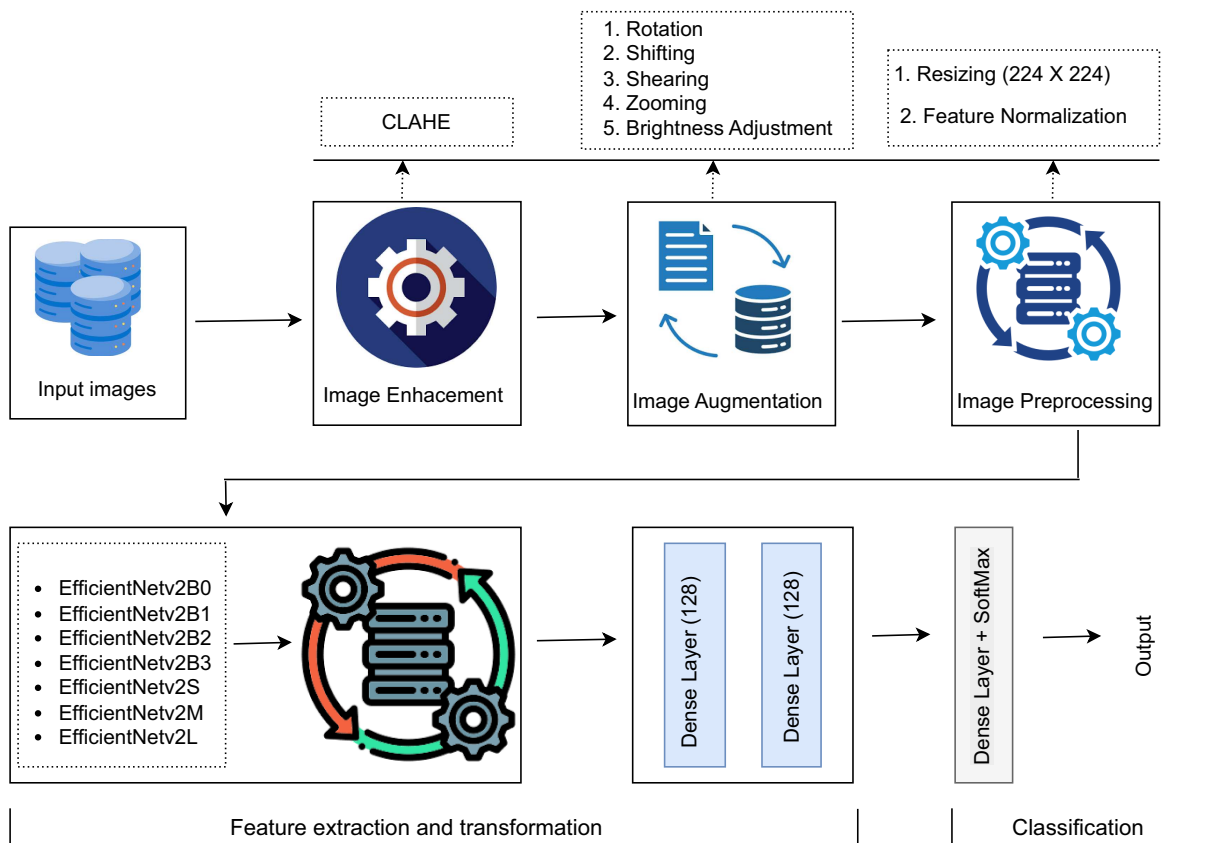 1. Rotation
2. Shifting
3. Shearing
4. Zooming
5. Brightness Adjustment
1. Resizing (224 X 224)
2. Feature Normalization
CLAHE
Input images
Image Enhacement
Image Augmentation
Image Preprocessing
• EfficientNetv2B0
• EfficientNetv2B1
• EfficientNetv2B2
• EfficientNetv2B3
• EfficientNetv2S
• EfficientNetv2M
• EfficientNetv2L
Dense Layer (128)
Dense Layer (128)
Dense Layer + SoftMax
Output
Feature extraction and transformation
Classification